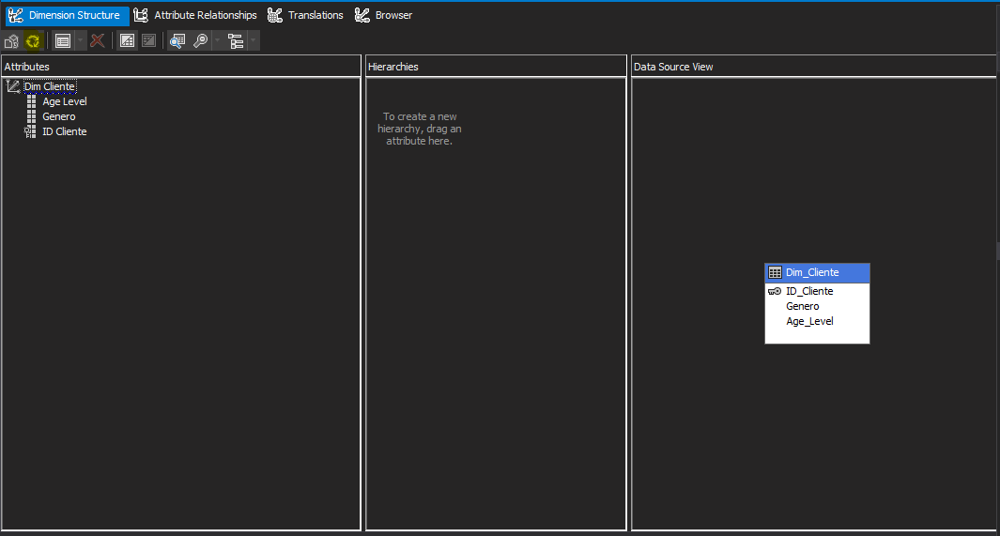 Dimension Structure Attribute Relationships Translations Browser
Attributes
Dim Cliente
Age Level
Genero
ID Cliente
Hierarchies
To create a new
hierarchy, drag an
attribute here.
Data Source View
Dim_Cliente
ID_Cliente
Genero
Age_Level